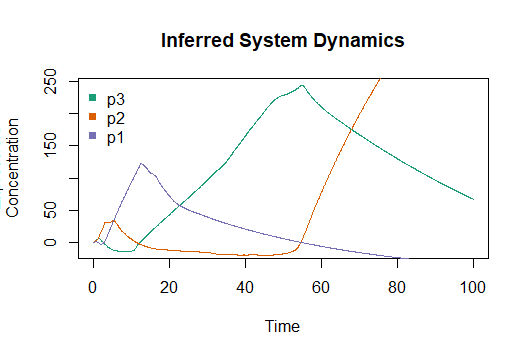 Inferred System Dynamics
250
150
50
0
Concentration
p3
p2
p1
0 20 40 60 80 100
Time